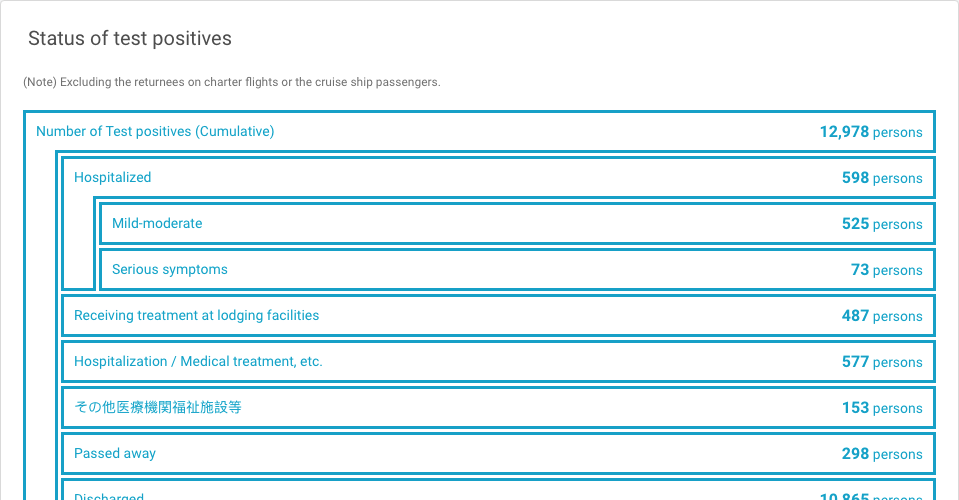 Status of test positives
(Note) Excluding the returnees on charter flights or the cruise ship passengers.
Number of Test positives (Cumulative) 12,978 persons
Hospitalized 598 persons
Mild-moderate 525 persons
Serious symptoms 73 persons
Receiving treatment at lodging facilities 487 persons
Hospitalization / Medical treatment, etc. 577 persons
その他医療機関福祉施設等 153 persons
Passed away 298 persons
Discharged 10,865 persons